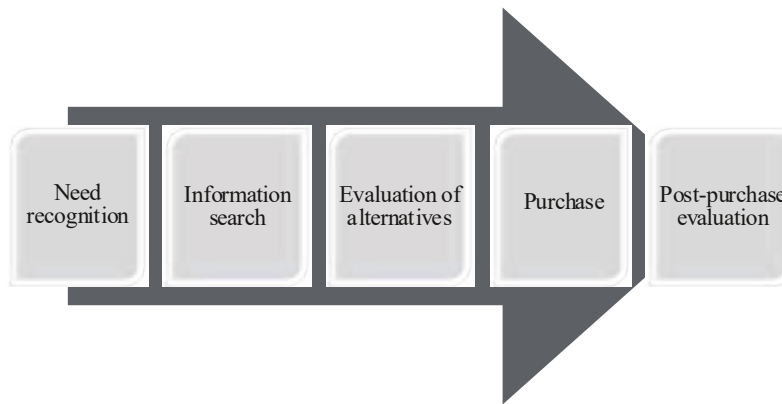 Need
recognition
Information
search
Evaluation of
alternatives
Purchase
Post-purchase
evaluation